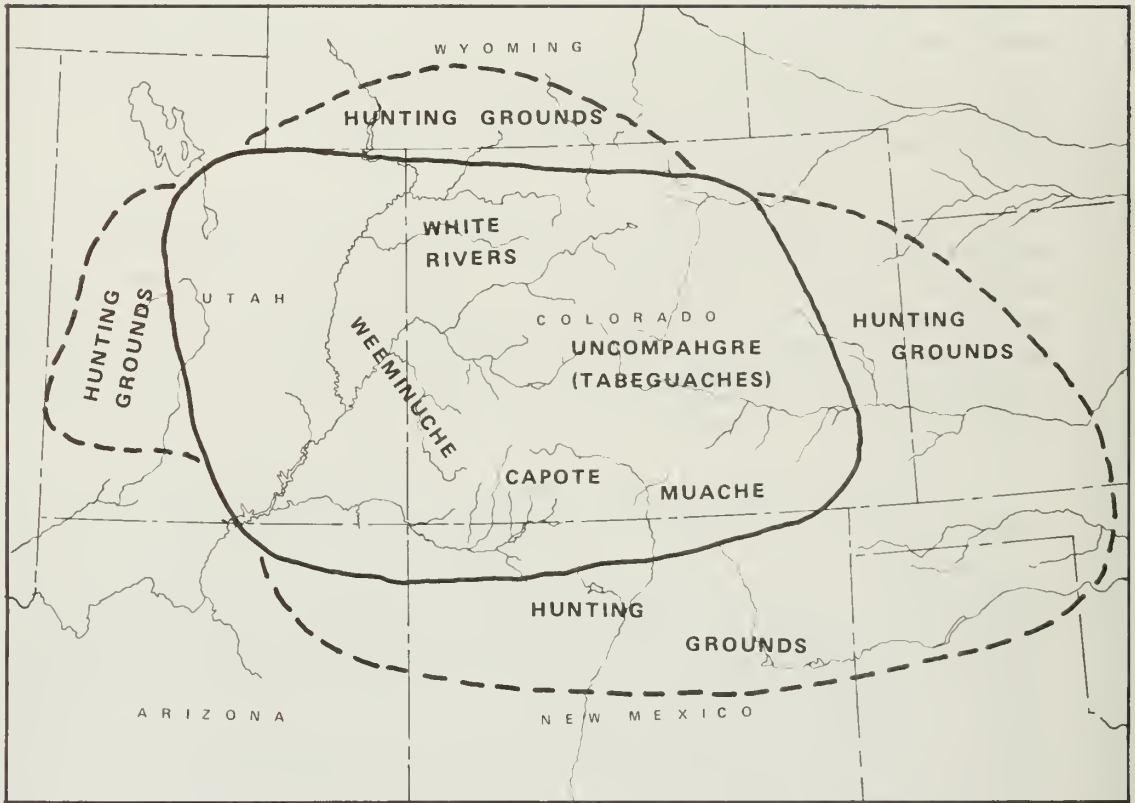 WYOMING
HUNTING GROUNDS
WHITE
RIVERS
HUNTING
GROUNDS
UTAH
COLORADO
HUNTING
GROUNDS
WEEMINUCHE
UNCOMPAHGRE
(TABEGUACHES)
CAPOTE
MUACHE
HUNTING
GROUNDS
ARIZONA
NEW MEXICO